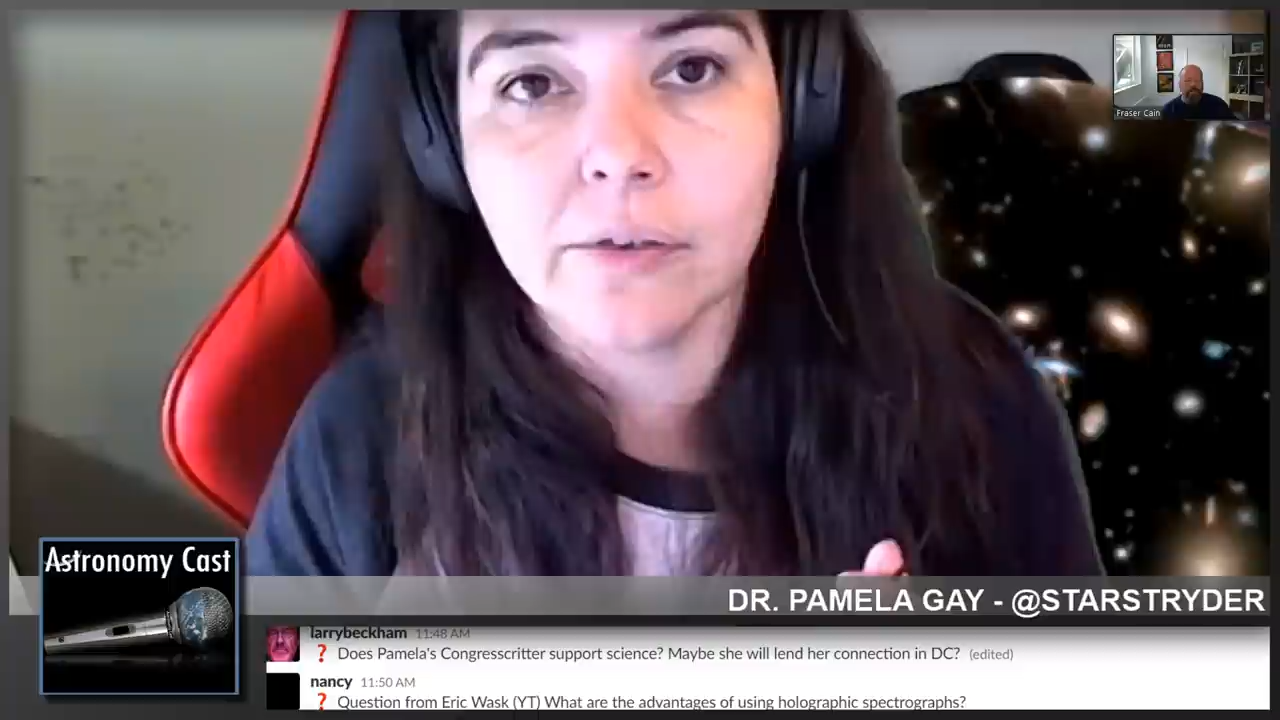 Fraser Cain
Astronomy Cast
DR. PAMELA GAY - @STARSTRYDER
larrybeckham 11:48 AM
❓ Does Pamela's Congresscritter support science? Maybe she will lend her connection in DC? (edited)
nancy 11:50 AM
❓ Question from Eric Wask (YT) What are the advantages of using holographic spectrographs?